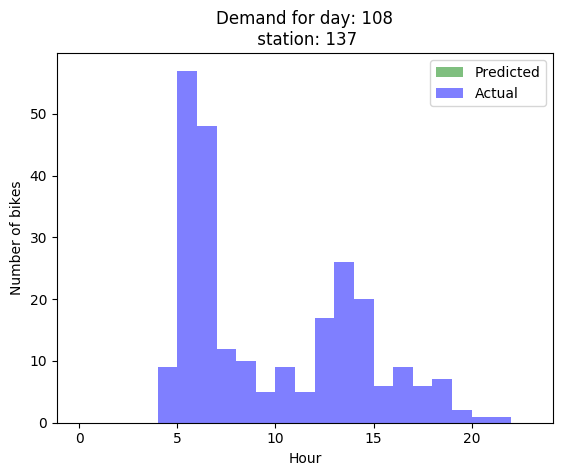 Demand for day: 108
station: 137
Predicted
Actual
50
40
30
20
10
0
Number of bikes
0 5 10 15 20
Hour